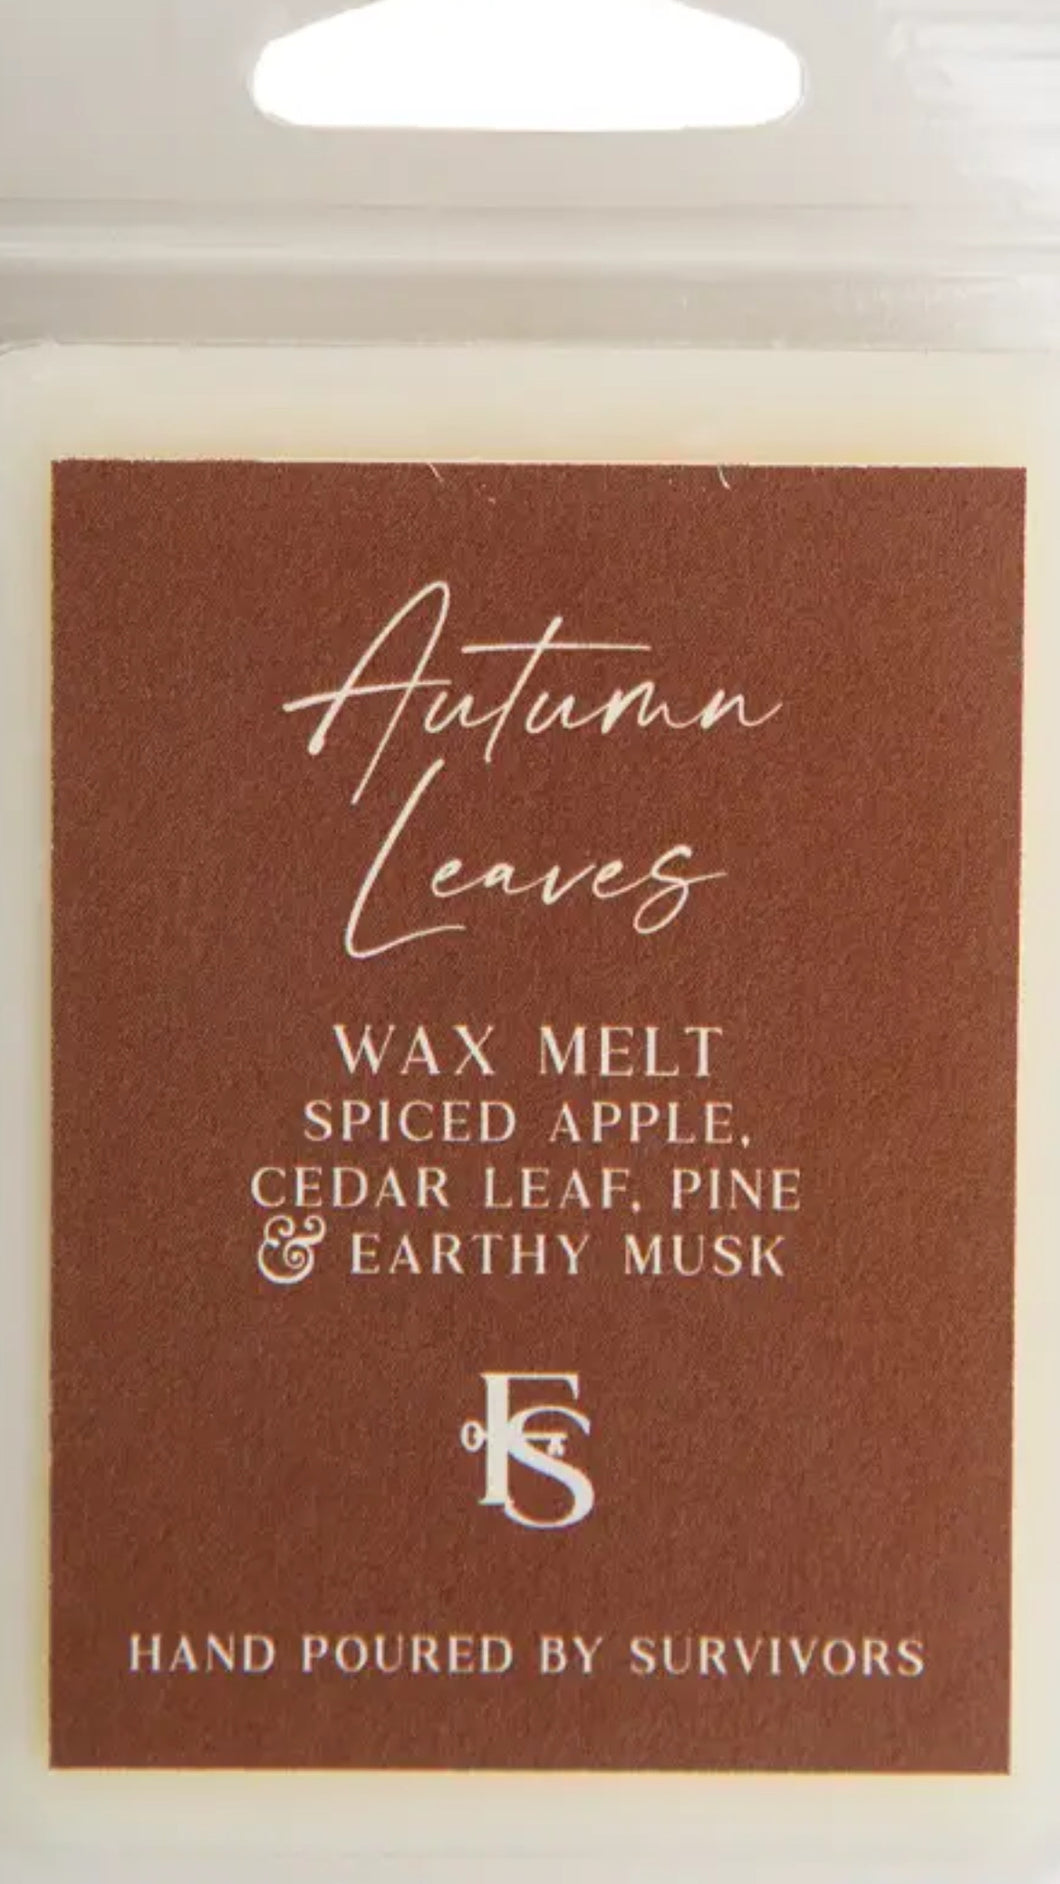 Autumn
Leaves
WAX MELT
SPICED APPLE,
CEDAR LEAF, PINE
& EARTHY MUSK
FS
HAND POURED BY SURVIVORS